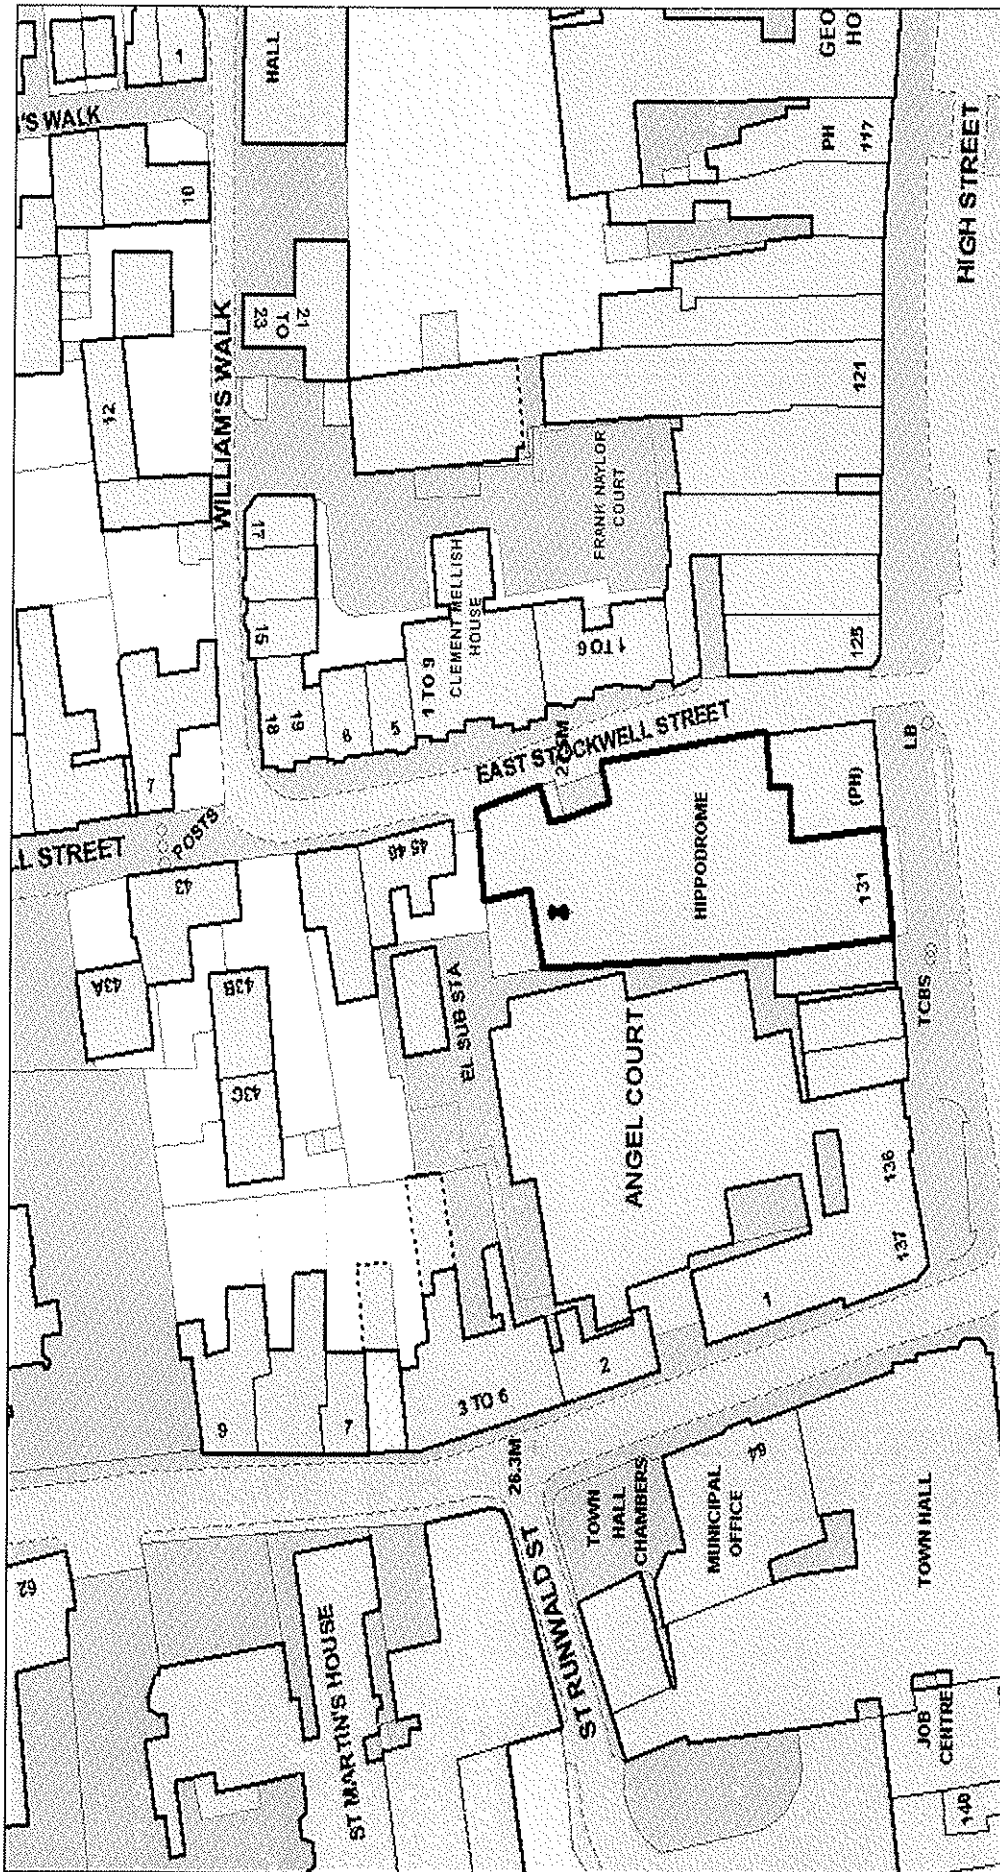 'S WALK
1
HALL
GEO
HO
10
PH
117
HIGH STREET
WILLIAM'S WALK
21
TO
23
12
121
17
FRANK NAYLOR
COURT
CLEMENT MELLISH
HOUSE
15
1 TO 9
1 TO 6
125
18
19
6
5
EAST STOCKWELL STREET
7
POSTS
LL STREET
LB
(PH)
HIPPODROME
131
45 46
43
43A
43B
43C
EL SUB STA
TCBS
ANGEL COURT
136
137
1
2
3 TO 6
7
9
26.3M
TOWN
HALL
CHAMBERS
MUNICIPAL
OFFICE
TOWN HALL
ST RUNWALD ST
62
ST MARTIN'S HOUSE
JOB
CENTRE
140